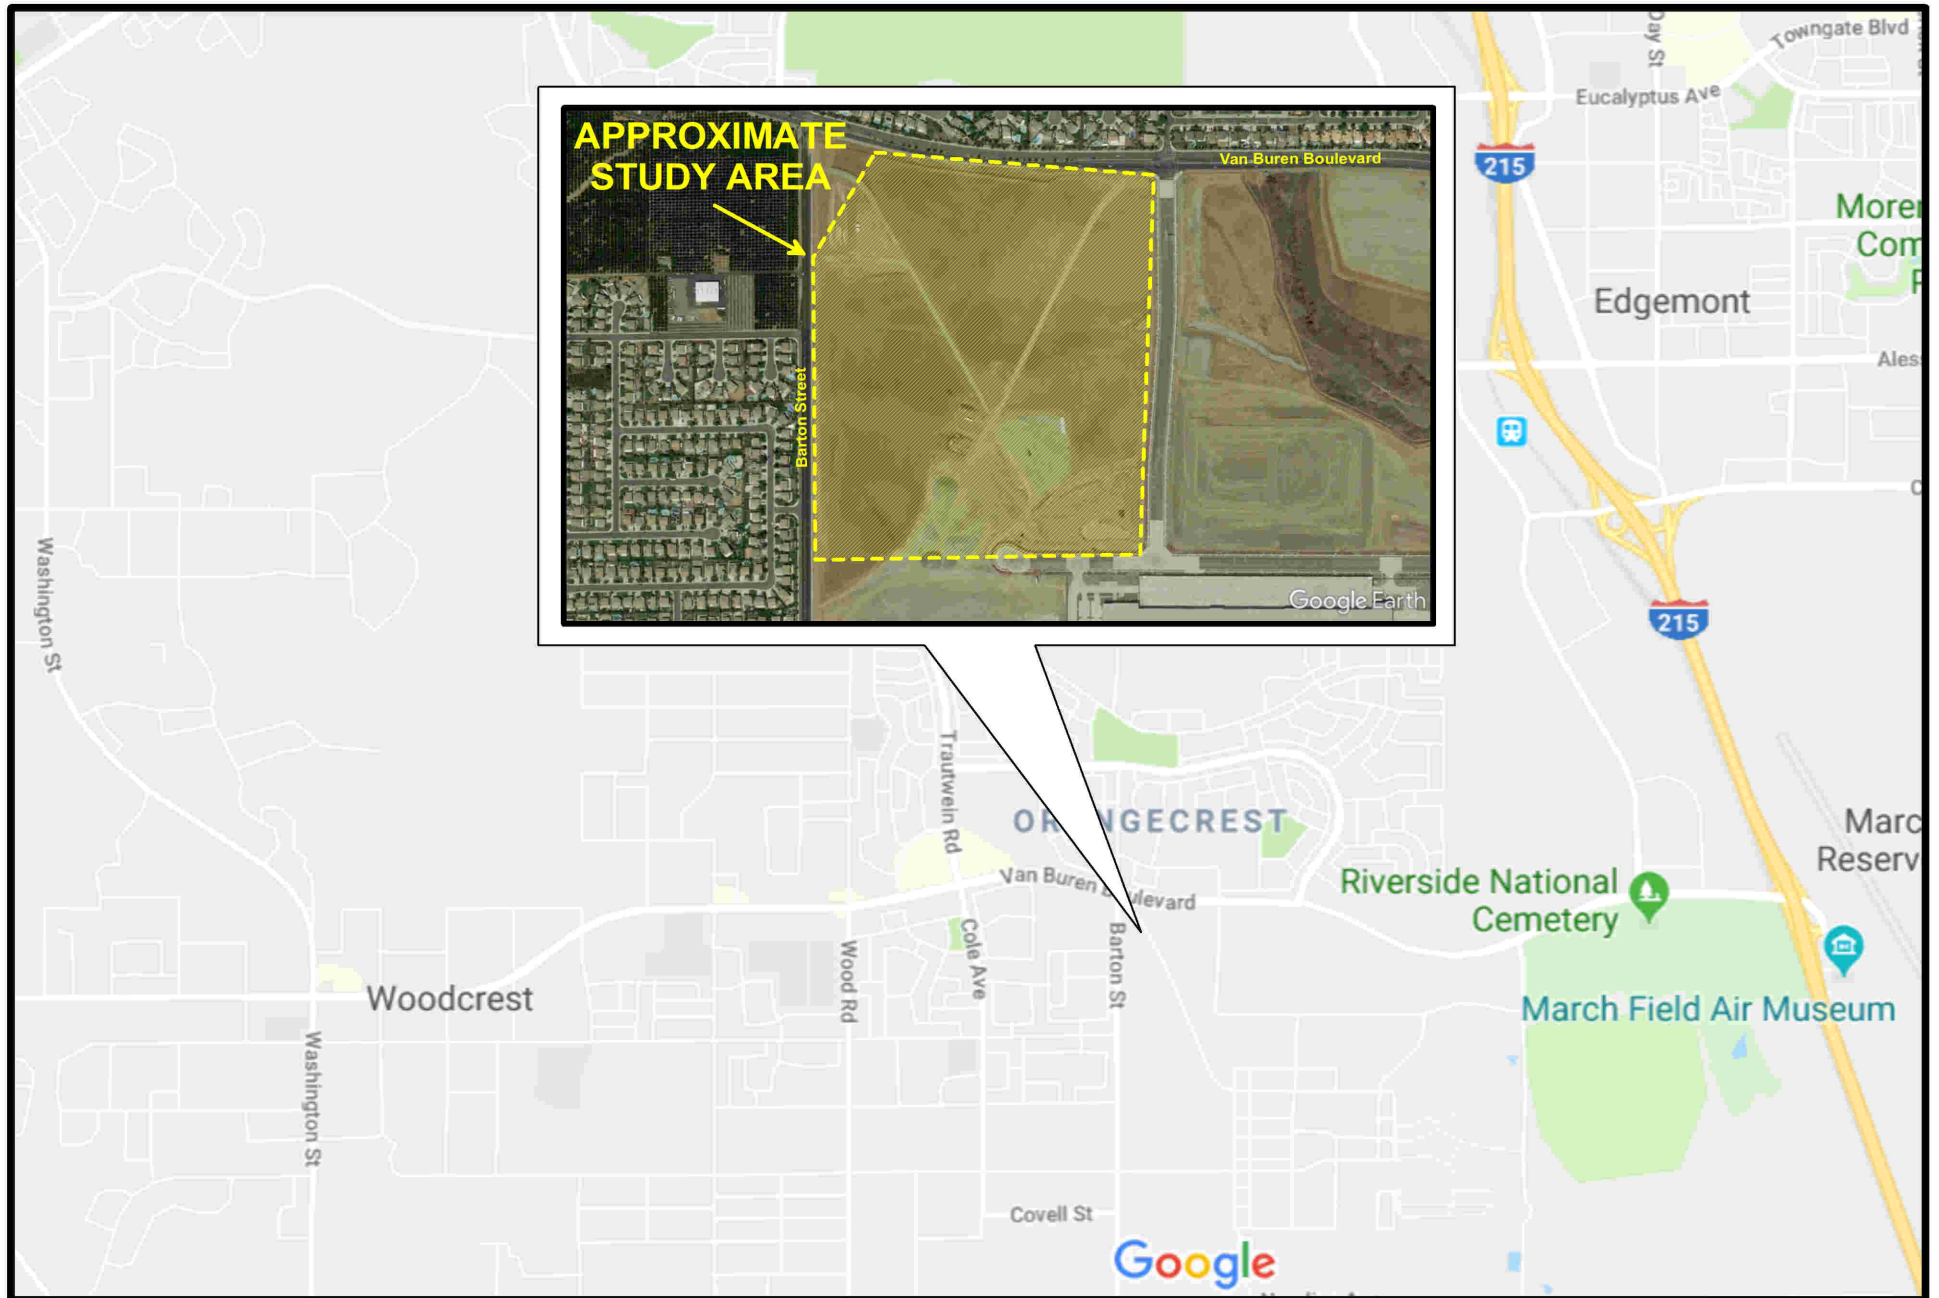 Day St
Towngate Blvd
Eucalyptus Ave
215
APPROXIMATE
STUDY AREA
Van Buren Boulevard
Barton Street
Google Earth
Edgemont
Washington St
215
Trautwein Rd
Van Buren
levard
Barton St
Riverside National
Cemetery
March Field Air Museum
Cole Ave
Wood Rd
Woodcrest
Washington St
Covell St
Google